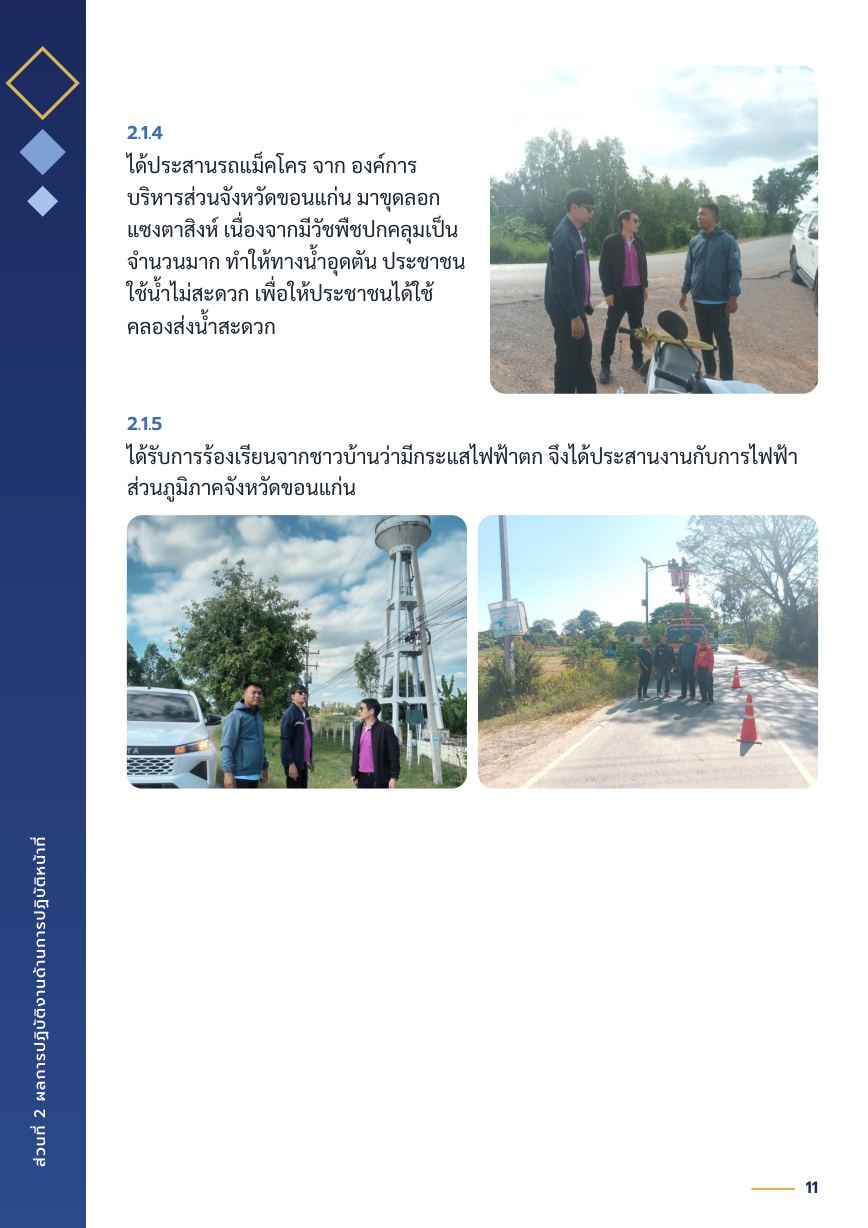 2.1.4
ได้ประสานรถแม็คโคร จาก องค์การ
บริหารส่วนจังหวัดขอนแก่น มาขุดลอก
แซงตาสิงห์ เนื่องจากมีวัชพืชปกคลุมเป็น
จำนวนมาก ทำให้ทางน้ำอุดตัน ประชาชน
ใช้น้ำไม่สะดวก เพื่อให้ประชาชนได้ใช้
คลองส่งน้ำสะดวก
2.1.5
ได้รับการร้องเรียนจากชาวบ้านว่ามีกระแสไฟฟ้าตก จึงได้ประสานงานกับการไฟฟ้า
ส่วนภูมิภาคจังหวัดขอนแก่น
ส่วนที่ 2 ผลการปฏิบัติงานด้านการปฏิบัติหน้าที่
11